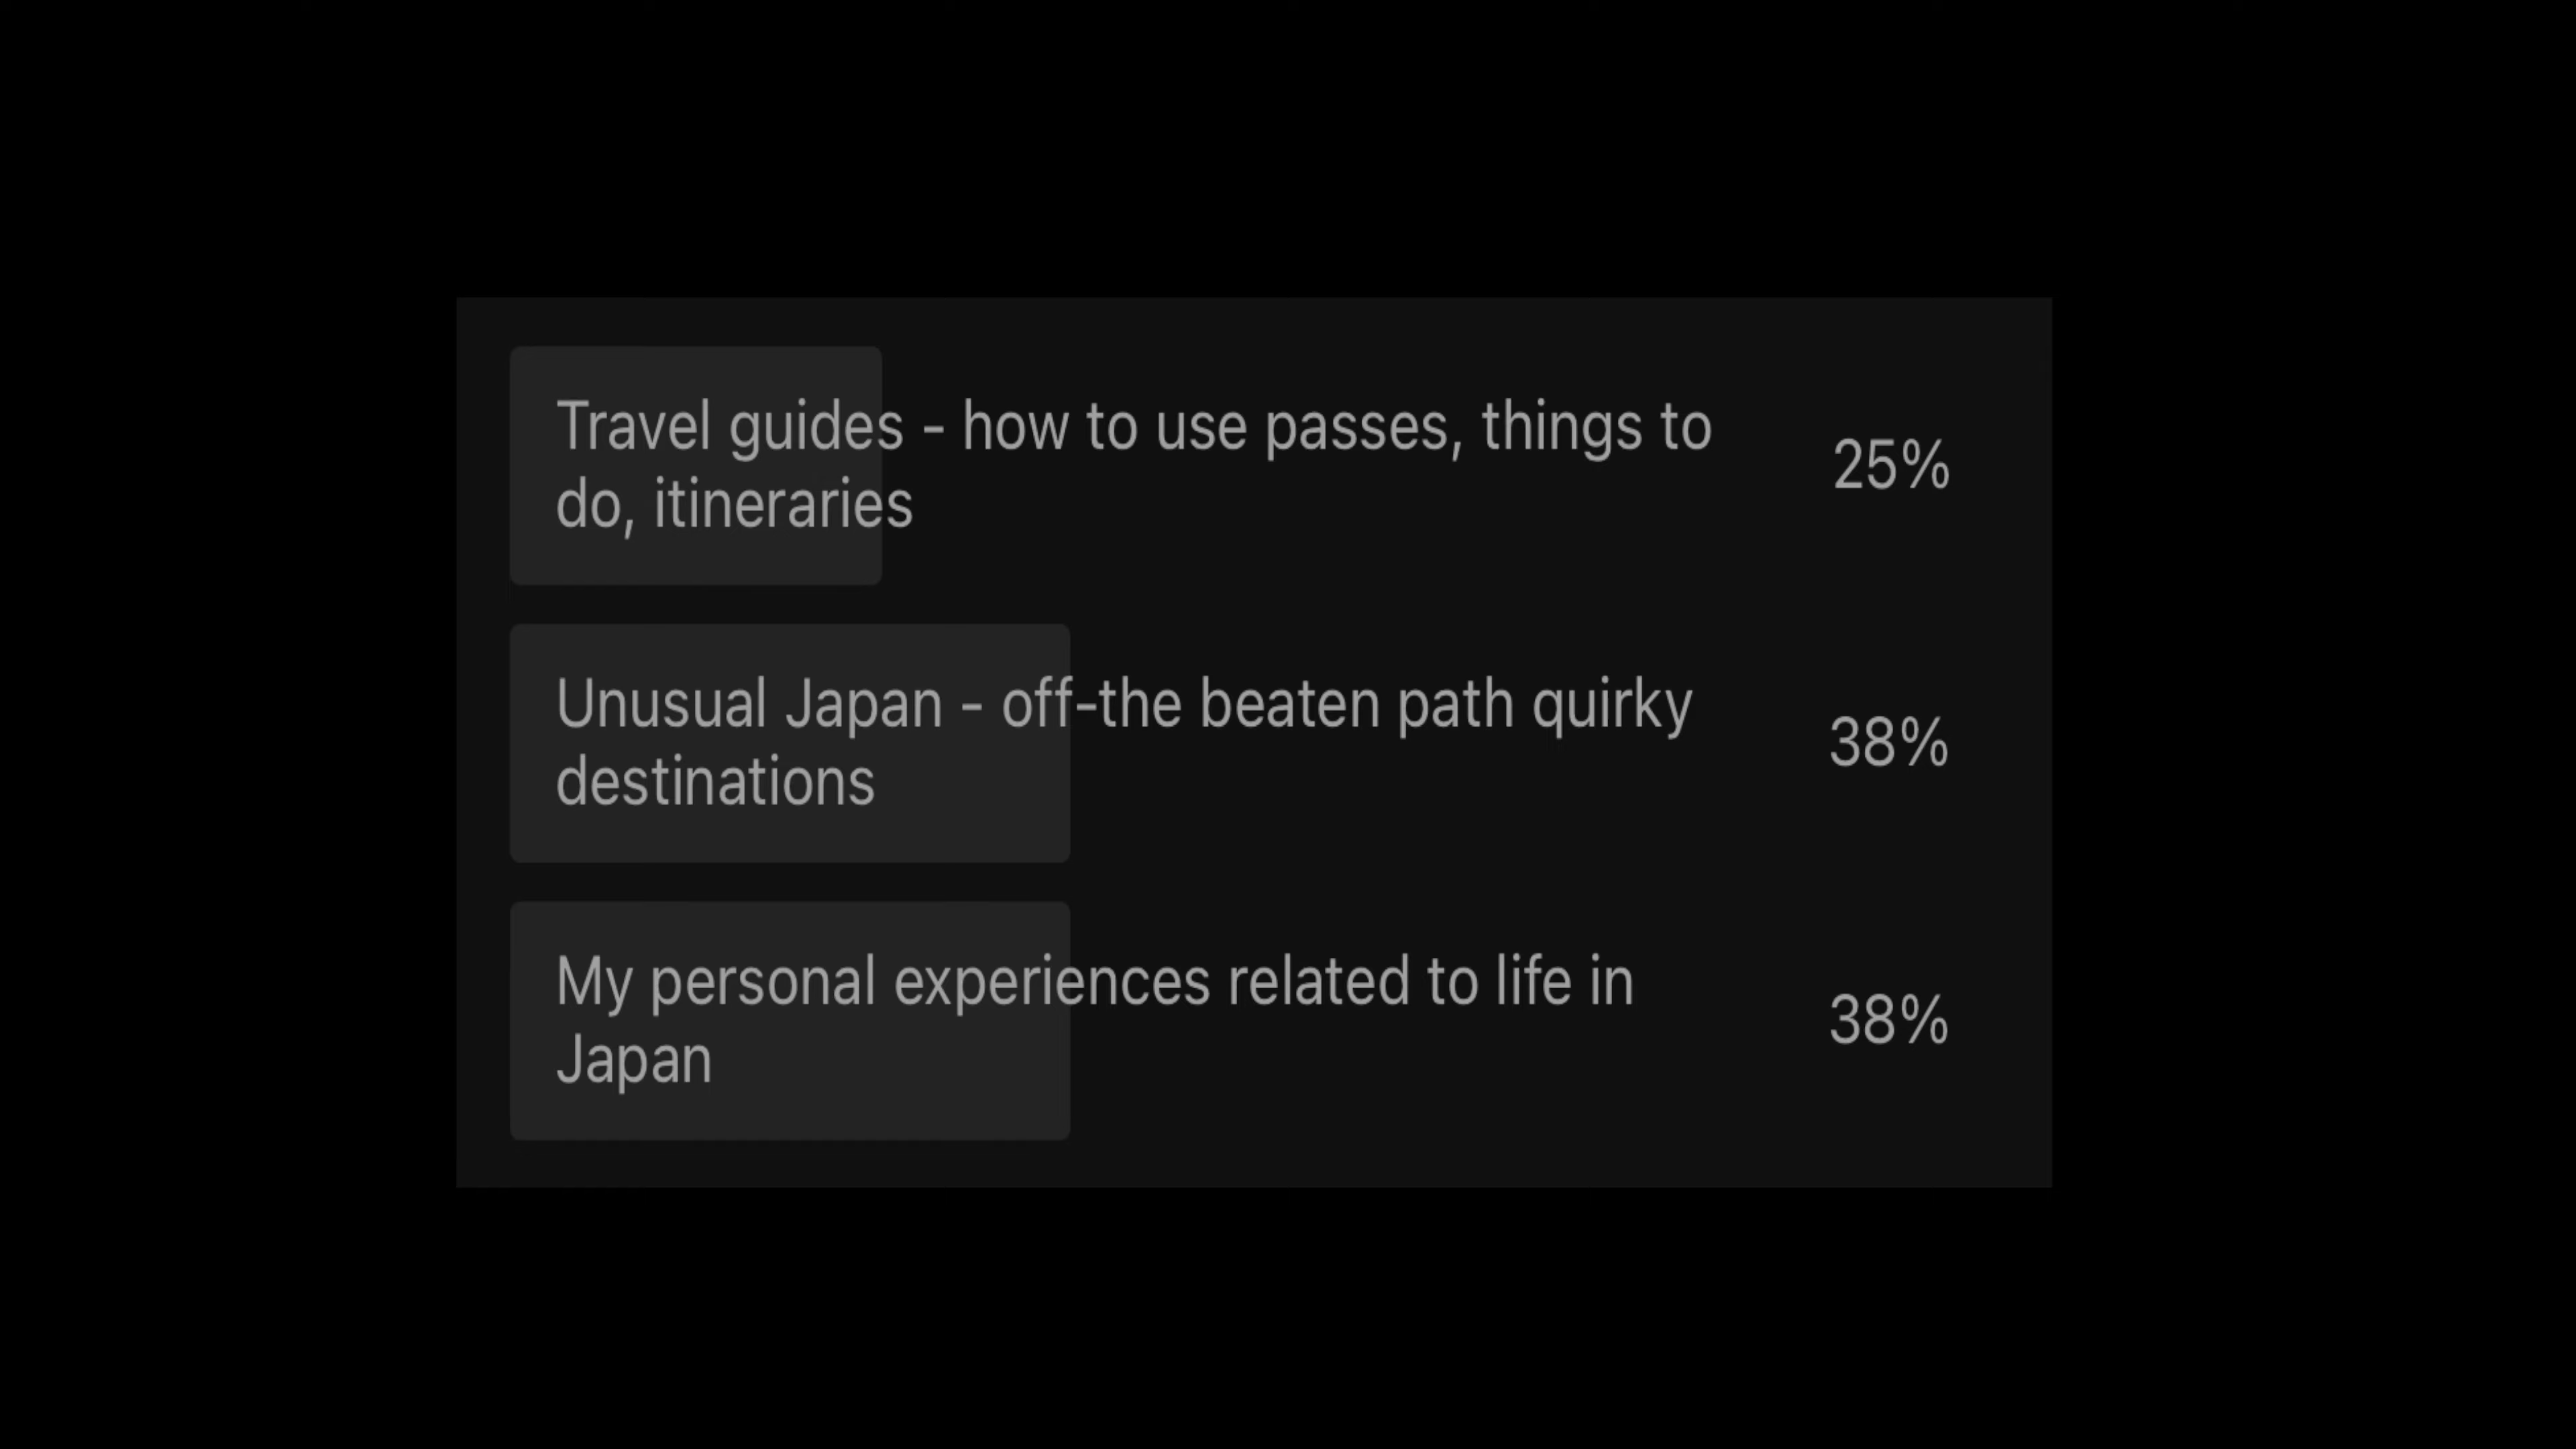 Travel guides - how to use passes, things to
do, itineraries
25%
Unusual Japan - off-the beaten path quirky
destinations
38%
My personal experiences related to life in
Japan
38%